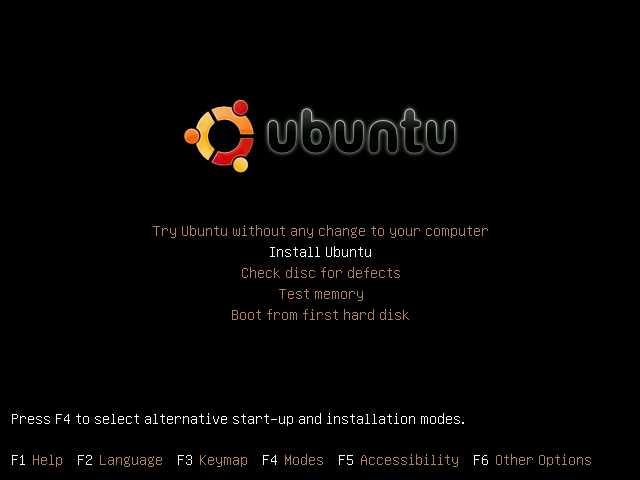 ubuntu
Try Ubuntu without any change to your computer
Install Ubuntu
Check disc for defects
Test memory
Boot from first hard disk
Press F4 to select alternative start-up and installation modes.
F1 Help F2 Language F3 Keymap F4 Modes F5 Accessibility F6 Other Options